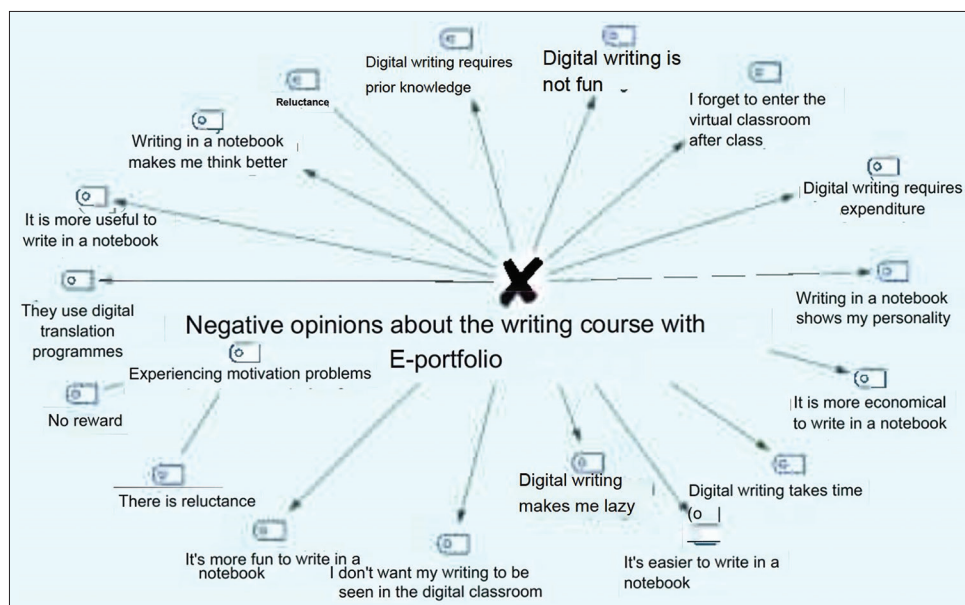 Digital writing requires
prior knowledge
Digital writing is
not fun
Reluctance
I forget to enter the
virtual classroom
after class
Writing in a notebook
makes me think better
Digital writing requires
expenditure
It is more useful to
write in a notebook
They use digital
translation
programmes
Writing in a notebook
shows my personality
Negative opinions about the writing course with
E-portfolio
Experiencing motivation problems
No reward
It is more economical
to write in a notebook
There is reluctance
Digital writing
makes me lazy
Digital writing takes time
It's more fun to write in a
notebook
I don't want my writing to be
seen in the digital classroom
It's easier to write in a
notebook